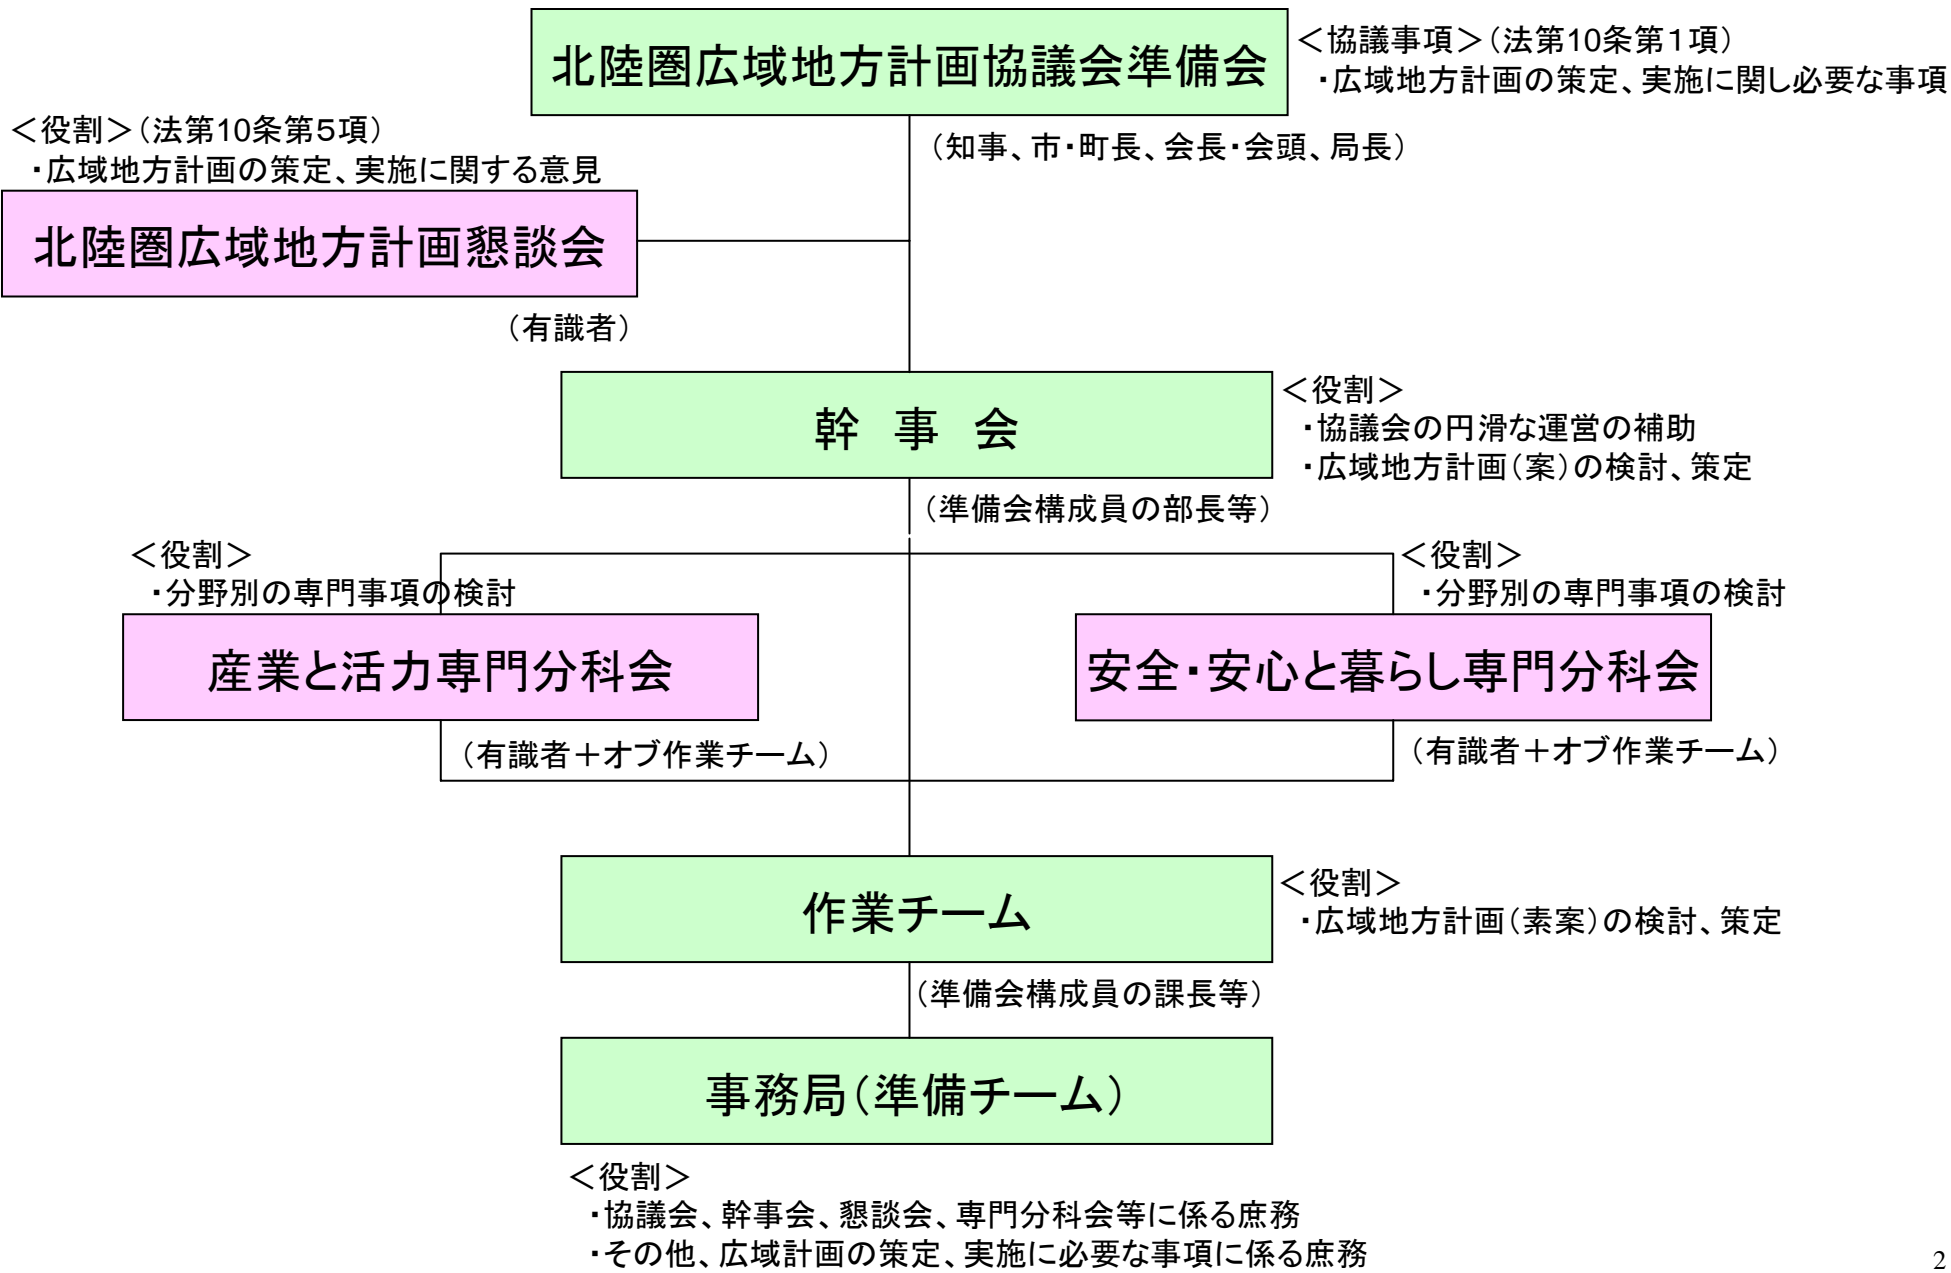 北陸圏広域地方計画協議会準備会
＜協議事項＞（法第10条第１項）
・広域地方計画の策定、実施に関し必要な事項
（知事、市・町長、会長・会頭、局長）
＜役割＞（法第10条第５項）
・広域地方計画の策定、実施に関する意見
北陸圏広域地方計画懇談会
（有識者）
幹　事　会
＜役割＞
・協議会の円滑な運営の補助
・広域地方計画（案）の検討、策定
（準備会構成員の部長等）
＜役割＞
・分野別の専門事項の検討
産業と活力専門分科会
（有識者＋オブ作業チーム）
＜役割＞
・分野別の専門事項の検討
安全・安心と暮らし専門分科会
（有識者＋オブ作業チーム）
作業チーム
＜役割＞
・広域地方計画（素案）の検討、策定
（準備会構成員の課長等）
事務局（準備チーム）
＜役割＞
・協議会、幹事会、懇談会、専門分科会等に係る庶務
・その他、広域計画の策定、実施に必要な事項に係る庶務
2